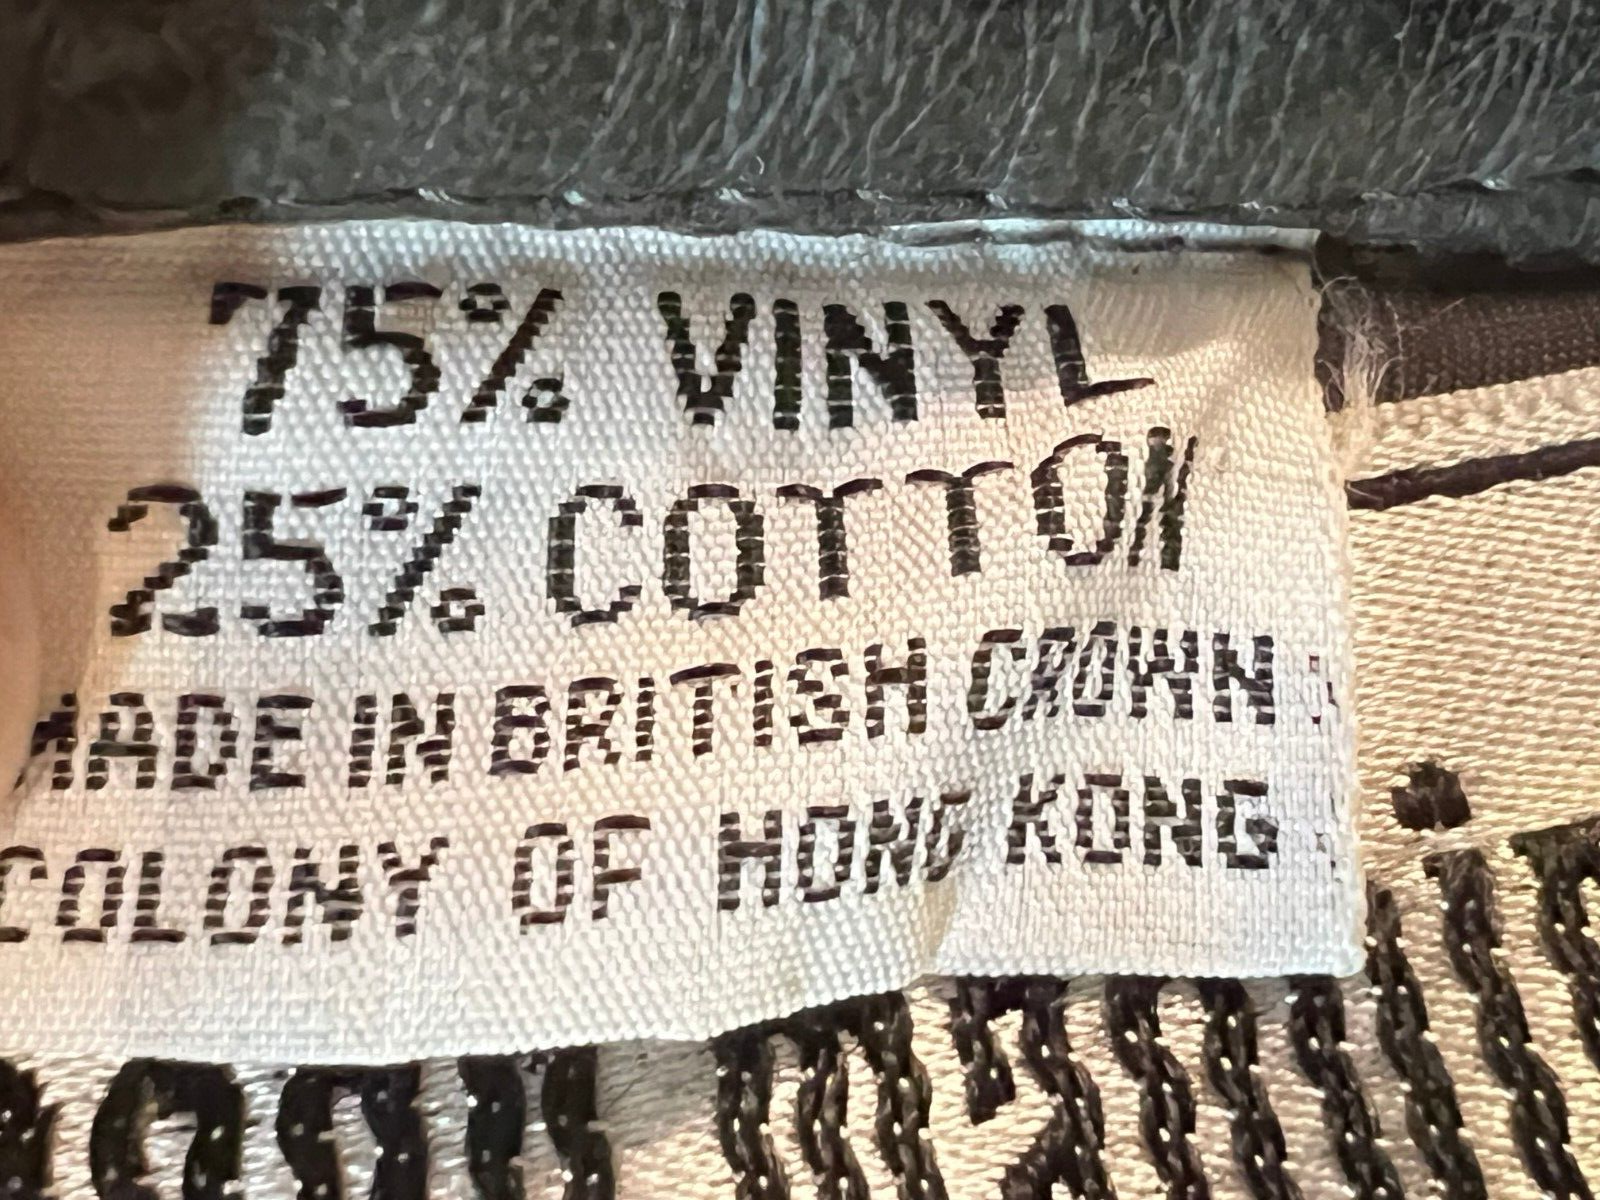 75% VINYL
25% COTTON
MADE IN BRITISH CROWN
COLONY OF HONG KONG